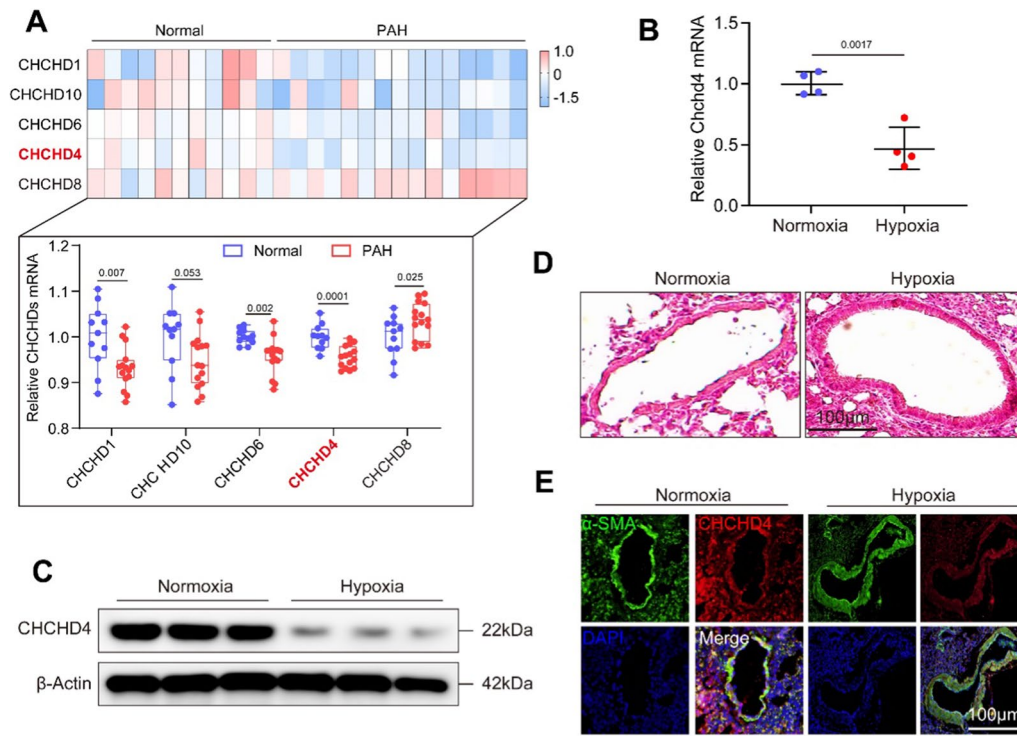 A
Normal PAH
CHCHD1
CHCHD10
CHCHD6
CHCHD4
CHCHD8
1.0
0
-1.5
Relative CHCHDs mRNA
1.2
1.1
1.0
0.9
0.8
Normal PAH
0.007 0.053 0.002 0.0001 0.025
CHCHD1 CHC HD10 CHCHD6 CHCHD4 CHCHD8
B
Relative Chchd4 mRNA
1.5
1.0
0.5
0.0
0.0017
Normoxia Hypoxia
C
Normoxia Hypoxia
CHCHD4 22kDa
β-Actin 42kDa
D
Normoxia Hypoxia
100μm
E
Normoxia Hypoxia
α-SMA CHCHD4
DAPI Merge
100μm